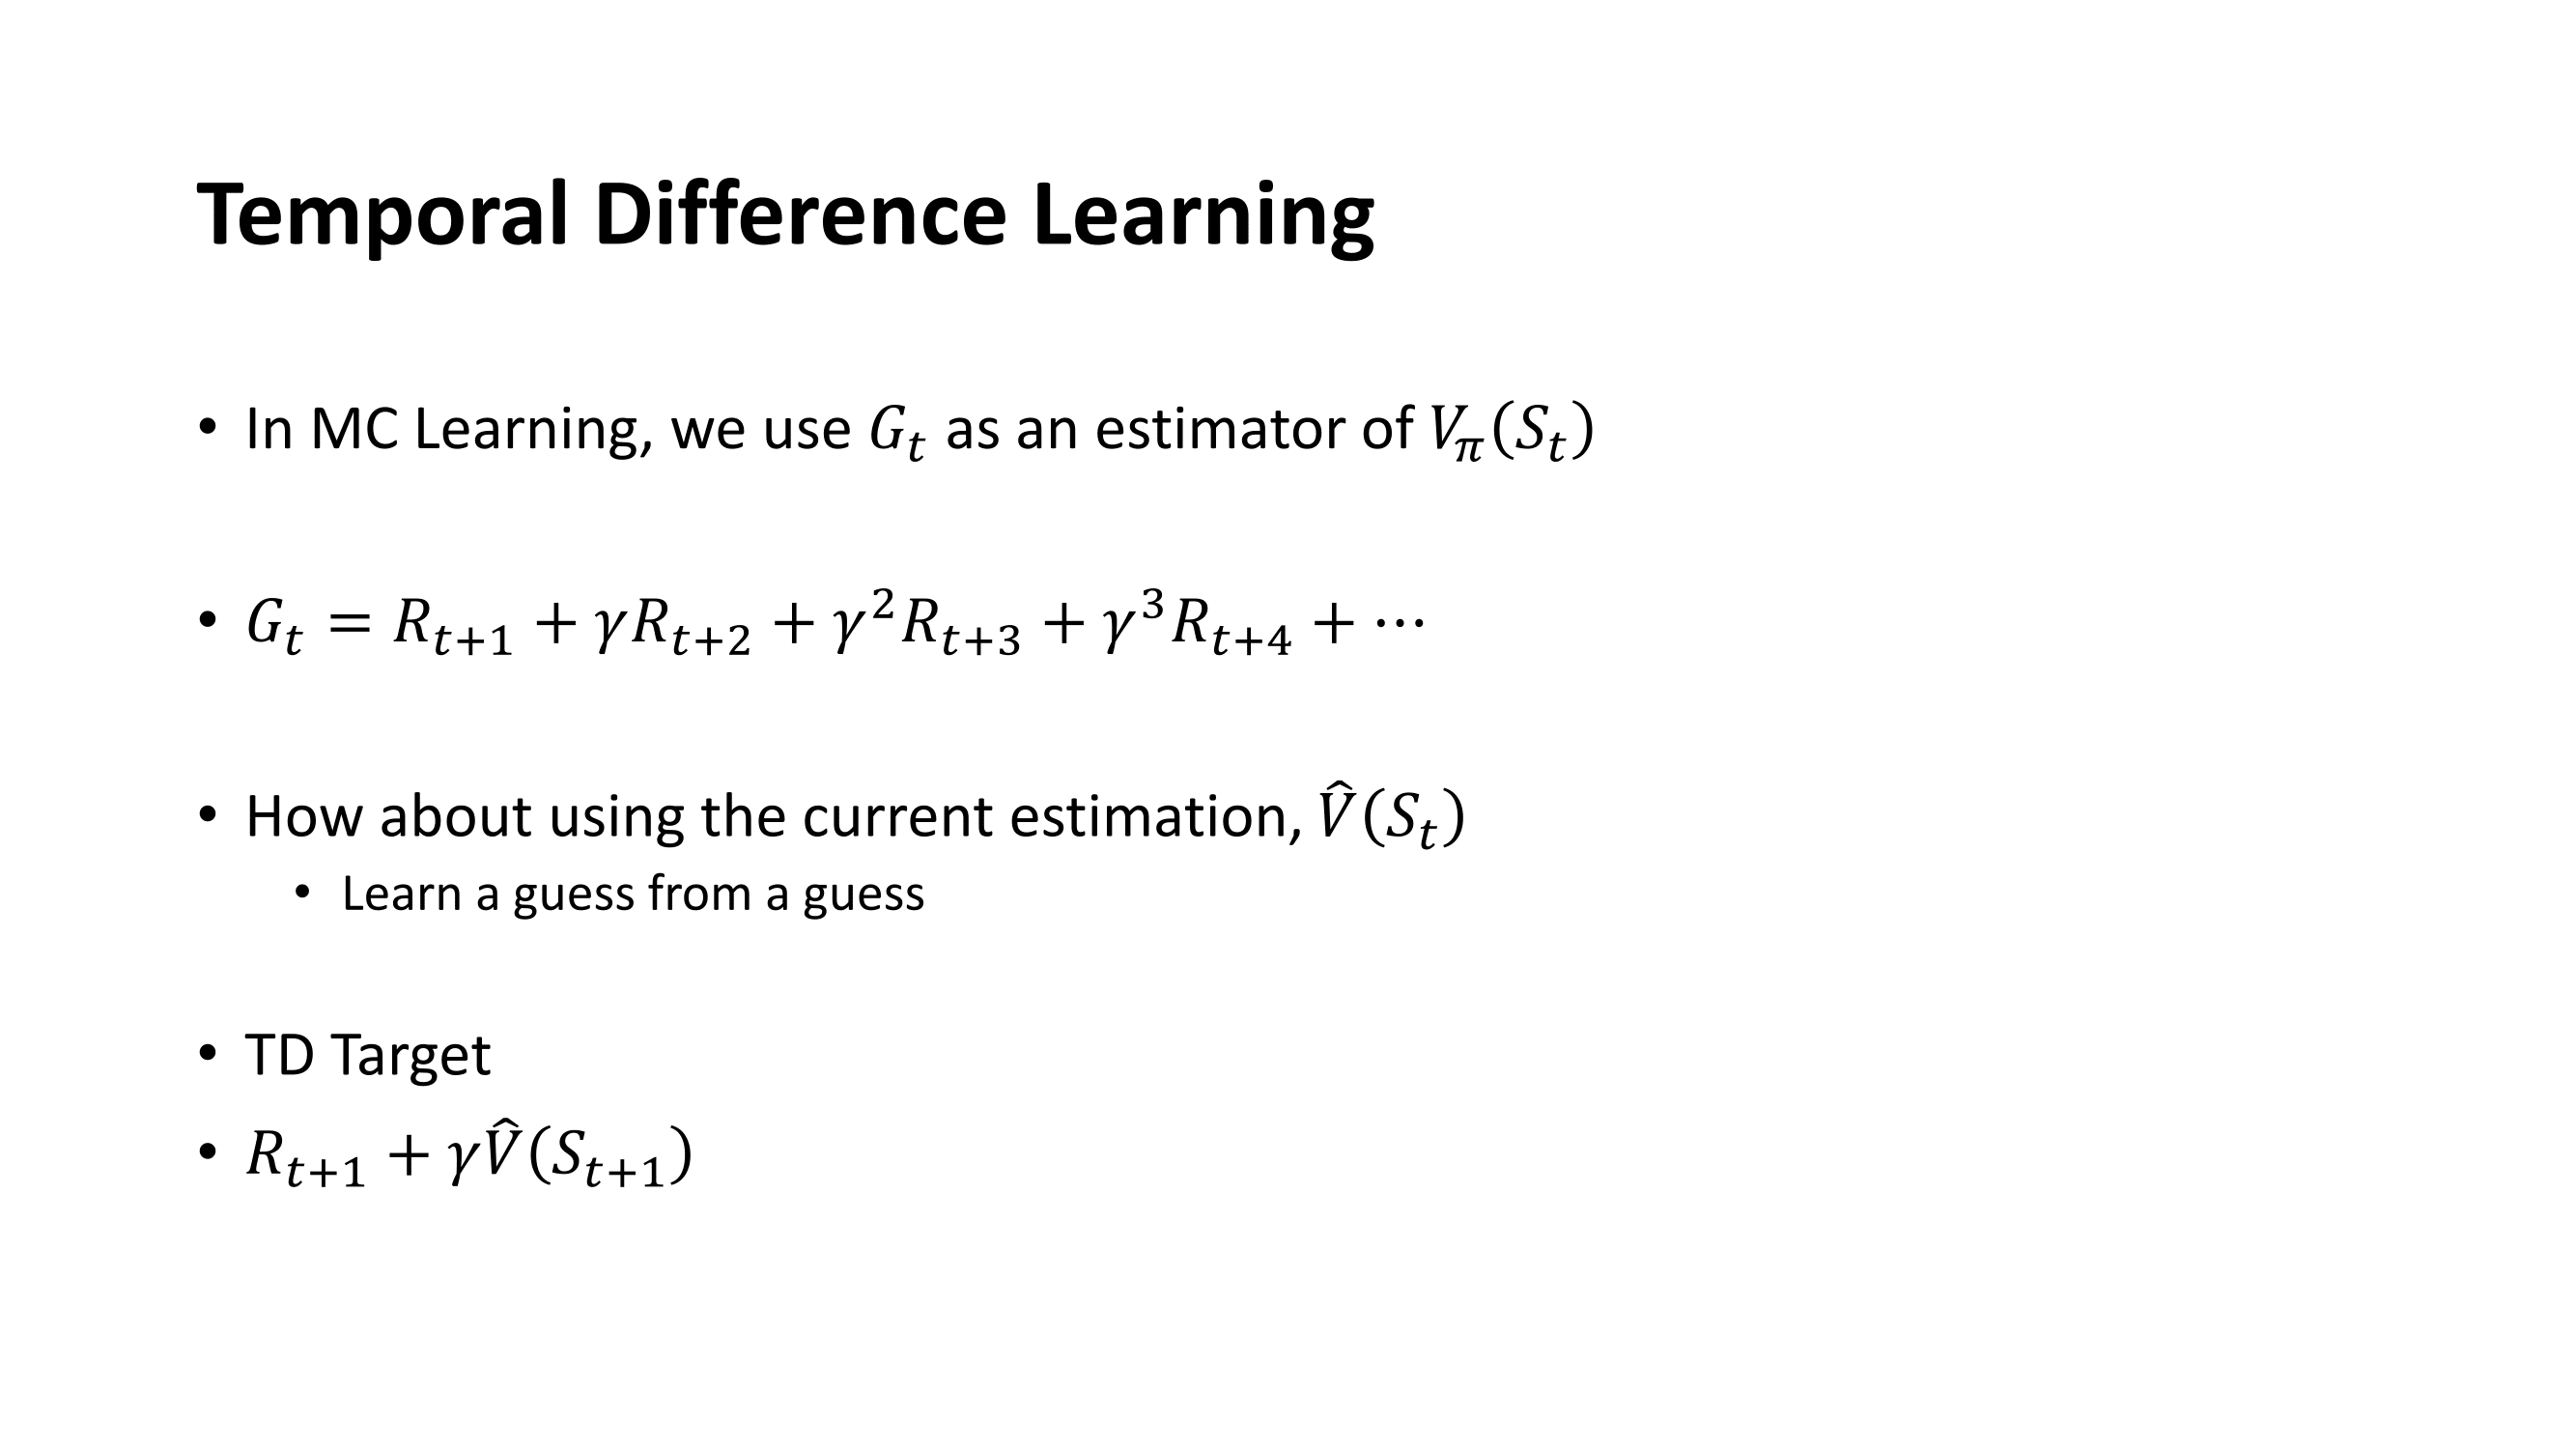 Temporal Difference Learning
• In MC Learning, we use $G_t$ as an estimator of $V_\pi(S_t)$
• $G_t = R_{t+1} + \gamma R_{t+2} + \gamma^2 R_{t+3} + \gamma^3 R_{t+4} + \cdots$
• How about using the current estimation, $\hat{V}(S_t)$
• Learn a guess from a guess
• TD Target
• $R_{t+1} + \gamma \hat{V}(S_{t+1})$